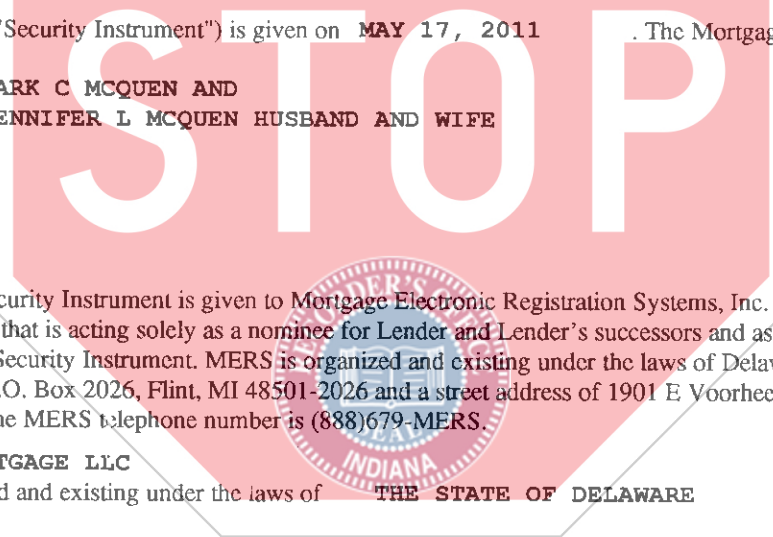 "Security Instrument") is given on MAY 17, 2011 . The Mortgag
ARK C MCQUEN AND
ENNIFER L MCQUEN HUSBAND AND WIFE
STOP
curity Instrument is given to Mortgage Electronic Registration Systems, Inc.
that is acting solely as a nominee for Lender and Lender's successors and as
Security Instrument. MERS is organized and existing under the laws of Delaw
.O. Box 2026, Flint, MI 48501-2026 and a street address of 1901 E Voorhee
he MERS telephone number is (888)679-MERS.
TGAGE LLC
d and existing under the laws of THE STATE OF DELAWARE
SEAL
INDIANA